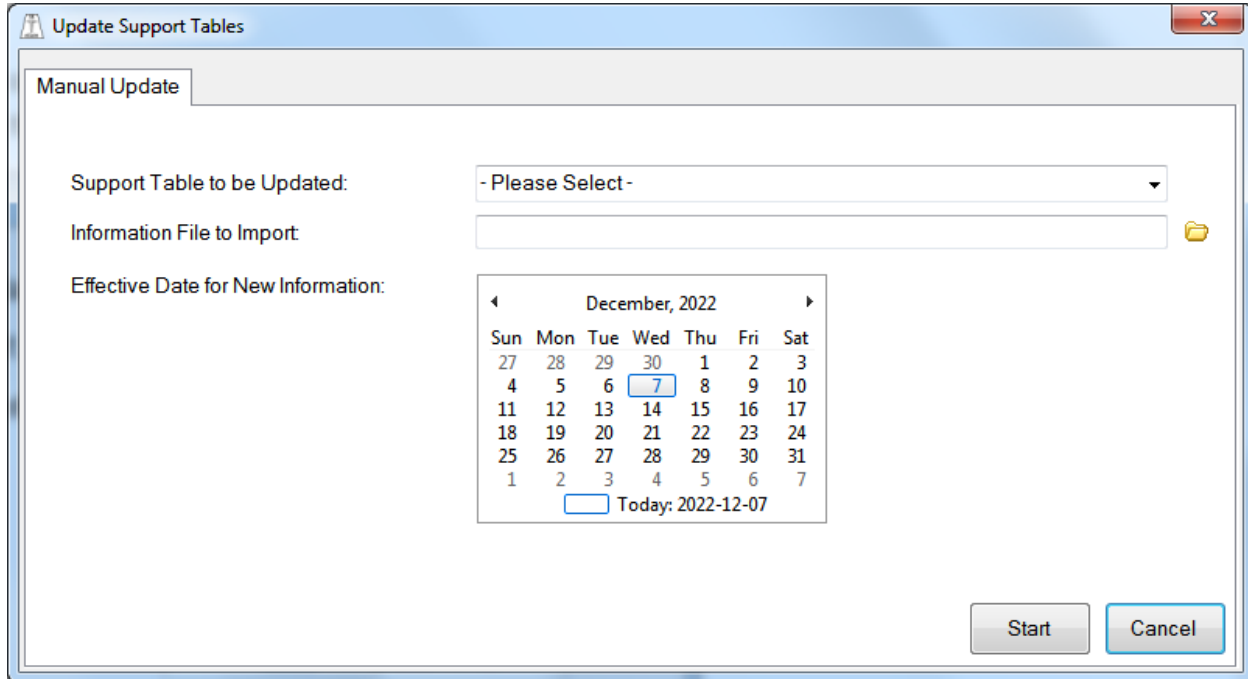 Update Support Tables
Manual Update
Support Table to be Updated: - Please Select -
Information File to Import:
Effective Date for New Information:
December, 2022
Sun Mon Tue Wed Thu Fri Sat
27 28 29 30 1 2 3
4 5 6 7 8 9 10
11 12 13 14 15 16 17
18 19 20 21 22 23 24
25 26 27 28 29 30 31
1 2 3 4 5 6 7
Today: 2022-12-07
Start Cancel